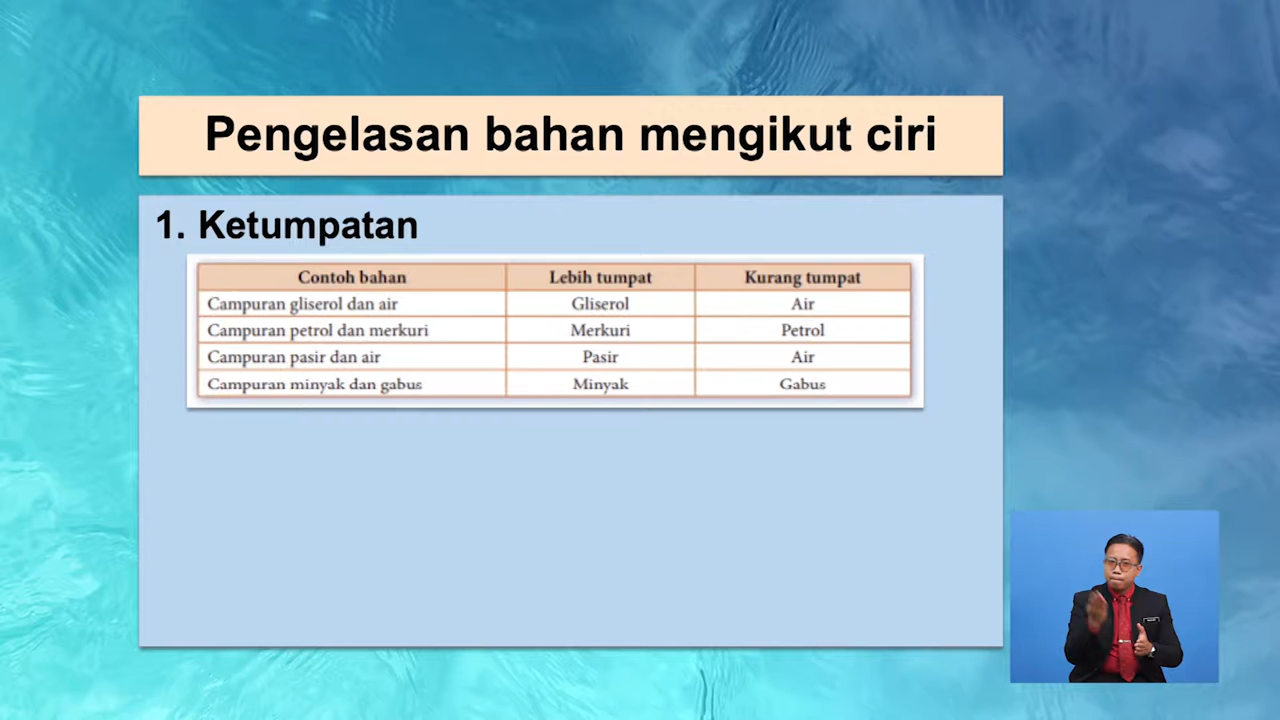 Pengelasan bahan mengikut ciri
1. Ketumpatan
Contoh bahan Lebih tumpat Kurang tumpat
Campuran gliserol dan air Gliserol Air
Campuran petrol dan merkuri Merkuri Petrol
Campuran pasir dan air Pasir Air
Campuran minyak dan gabus Minyak Gabus